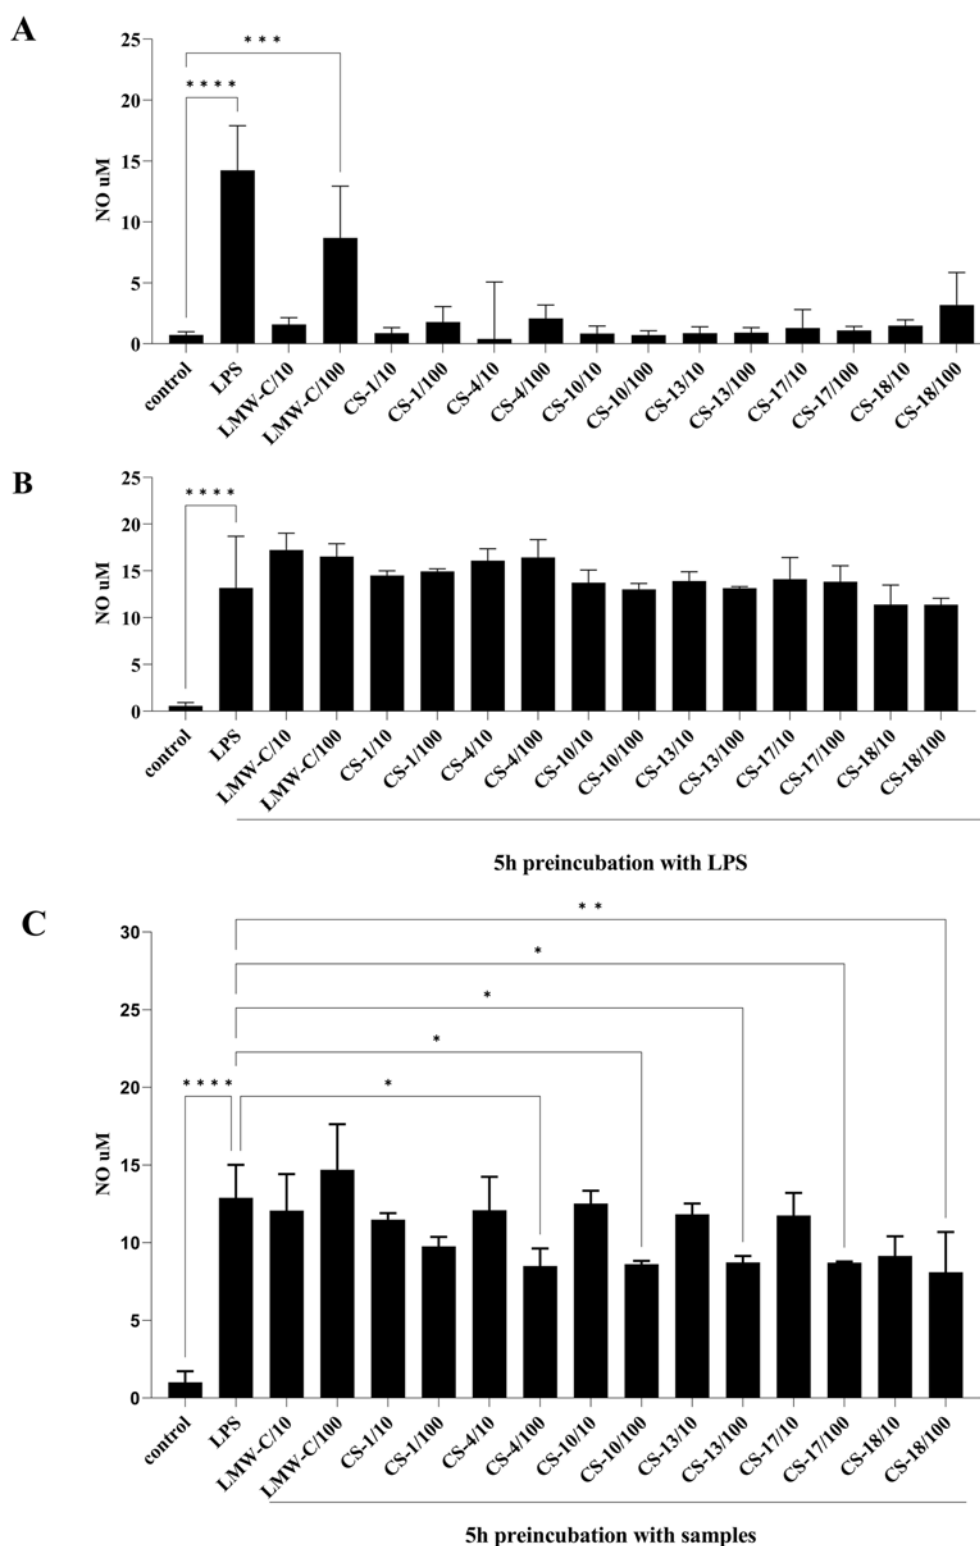 A
25
20
15
10
5
0
NO uM
* * *
* * * *
control
LPS
LMW-C/10
LMW-C/100
CS-1/10
CS-1/100
CS-4/10
CS-4/100
CS-10/10
CS-10/100
CS-13/10
CS-13/100
CS-17/10
CS-17/100
CS-18/10
CS-18/100
B
25
20
15
10
5
0
NO uM
* * * *
control
LPS
LMW-C/10
LMW-C/100
CS-1/10
CS-1/100
CS-4/10
CS-4/100
CS-10/10
CS-10/100
CS-13/10
CS-13/100
CS-17/10
CS-17/100
CS-18/10
CS-18/100
5h preincubation with LPS
C
30
25
20
15
10
5
0
NO uM
* *
*
*
*
* * * *
*
control
LPS
LMW-C/10
LMW-C/100
CS-1/10
CS-1/100
CS-4/10
CS-4/100
CS-10/10
CS-10/100
CS-13/10
CS-13/100
CS-17/10
CS-17/100
CS-18/10
CS-18/100
5h preincubation with samples